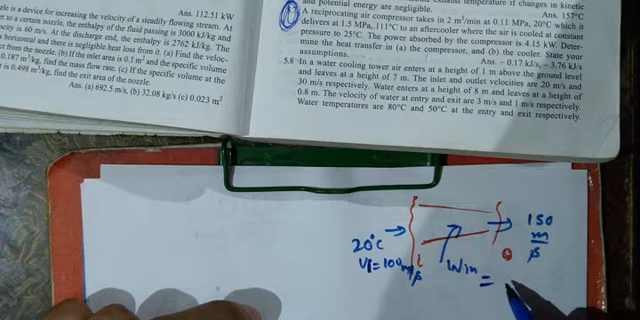 Ans. 112.51 kW
zle is a device for increasing the velocity of a steadily flowing stream. At
et to a certain nozzle, the enthalpy of the fluid passing is 3000 kJ/kg and
ocity is 60 m/s. At the discharge end, the enthalpy is 2762 kJ/kg. The
s horizontal and there is negligible heat loss from it. (a) Find the veloc-
from the nozzle. (b) If the inlet area is 0.1 m² and the specific volume
0.187 m³/kg, find the mass flow rate. (c) If the specific volume at the
is 0.498 m³/kg, find the exit area of the nozzle.
Ans. (a) 692.5 m/s, (b) 32.08 kg/s (c) 0.023 m²
temperature if changes in kinetic
and potential energy are negligible.
Ans. 157°C
A reciprocating air compressor takes in 2 m³/min at 0.11 MPa, 20°C which it
delivers at 1.5 MPa, 111°C to an aftercooler where the air is cooled at constant
pressure to 25°C. The power absorbed by the compressor is 4.15 kW. Deter-
mine the heat transfer in (a) the compressor, and (b) the cooler. State your
assumptions.
Ans. – 0.17 kJ/s, – 3.76 kJ/s
5.8 In a water cooling tower air enters at a height of 1 m above the ground level
and leaves at a height of 7 m. The inlet and outlet velocities are 20 m/s and
30 m/s respectively. Water enters at a height of 8 m and leaves at a height of
0.8 m. The velocity of water at entry and exit are 3 m/s and 1 m/s respectively.
Water temperatures are 80°C and 50°C at the entry and exit respectively.
150
m
s
20°C
V1=100m/s
Win =